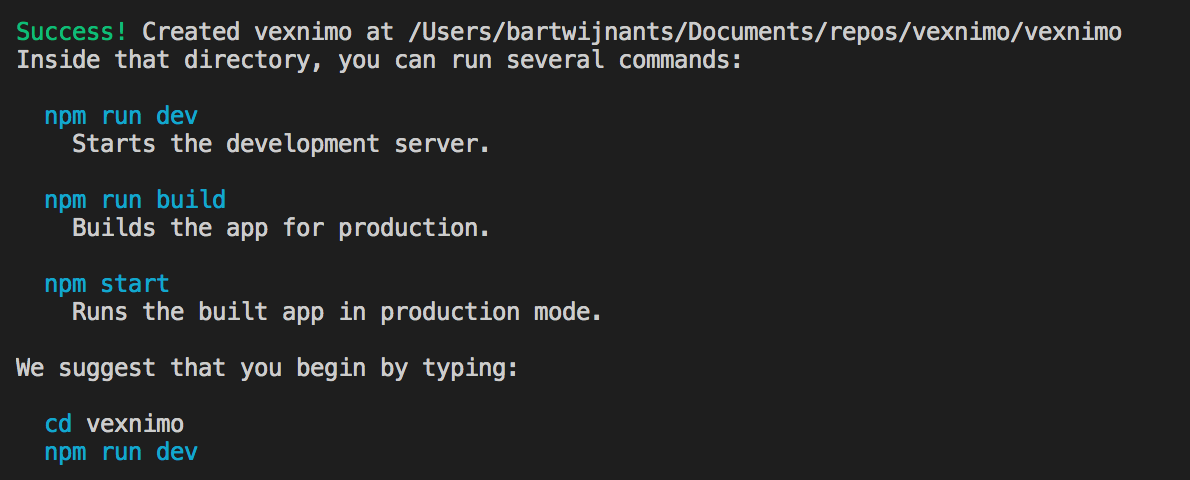 Success! Created vexnimo at /Users/bartwijnants/Documents/repos/vexnimo/vexnimo
Inside that directory, you can run several commands:
npm run dev
Starts the development server.
npm run build
Builds the app for production.
npm start
Runs the built app in production mode.
We suggest that you begin by typing:
cd vexnimo
npm run dev